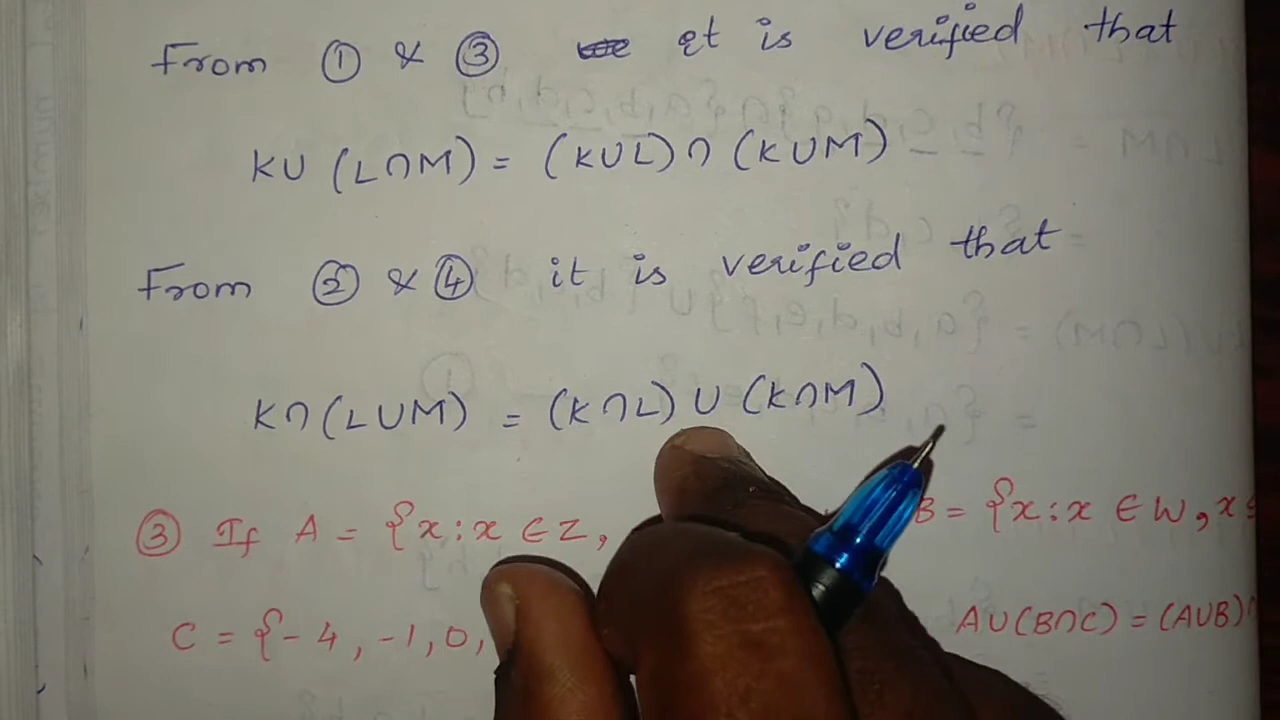 From ① & ③ it is verified that
K∪(L∩M) = (K∪L)∩(K∪M)
From ② & ④ it is verified that
K∩(L∪M) = (K∩L)∪(K∩M)
③ If A = {x:x ∈Z, B = {x:x ∈W, x≤
C = {-4, -1, 0, A∪(B∩C) = (A∪B)∩